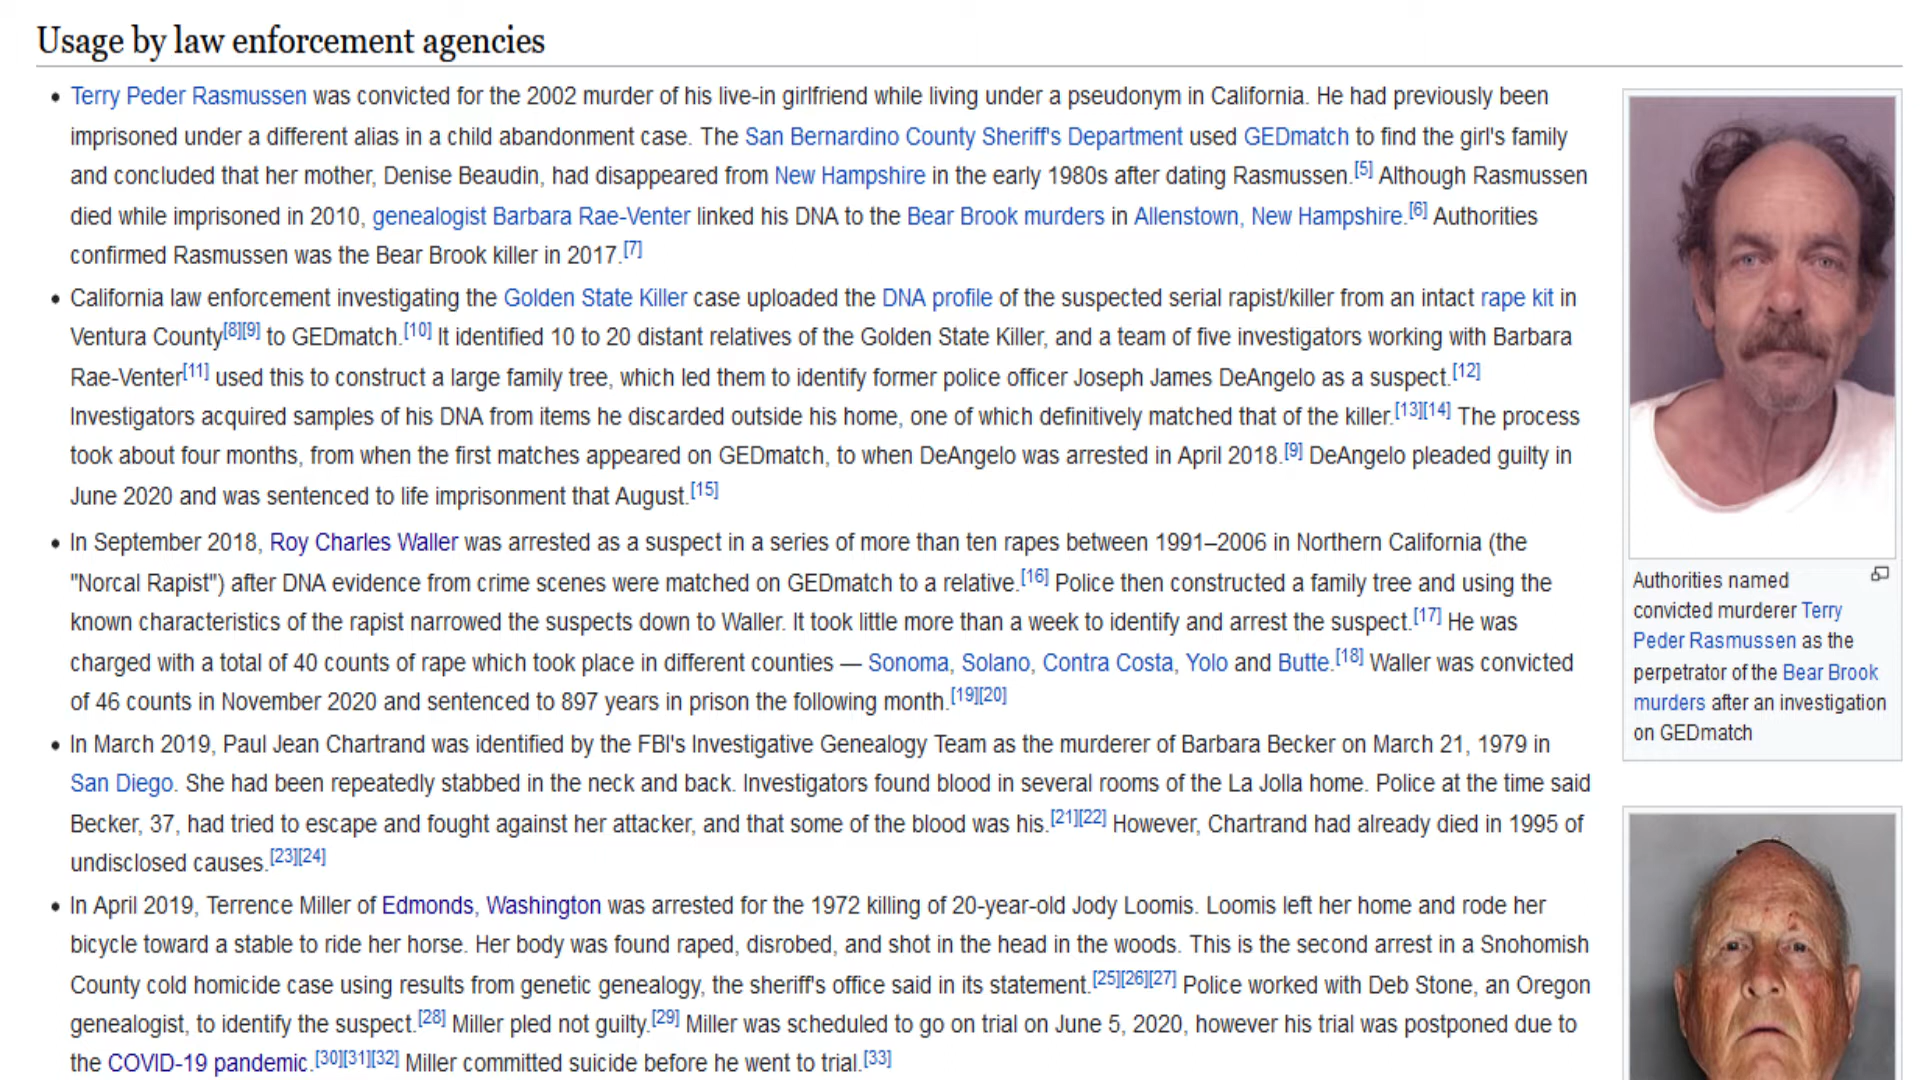 Usage by law enforcement agencies
• Terry Peder Rasmussen was convicted for the 2002 murder of his live-in girlfriend while living under a pseudonym in California. He had previously been
imprisoned under a different alias in a child abandonment case. The San Bernardino County Sheriff's Department used GEDmatch to find the girl's family
and concluded that her mother, Denise Beaudin, had disappeared from New Hampshire in the early 1980s after dating Rasmussen.[5] Although Rasmussen
died while imprisoned in 2010, genealogist Barbara Rae-Venter linked his DNA to the Bear Brook murders in Allenstown, New Hampshire.[6] Authorities
confirmed Rasmussen was the Bear Brook killer in 2017.[7]
• California law enforcement investigating the Golden State Killer case uploaded the DNA profile of the suspected serial rapist/killer from an intact rape kit in
Ventura County[8][9] to GEDmatch.[10] It identified 10 to 20 distant relatives of the Golden State Killer, and a team of five investigators working with Barbara
Rae-Venter[11] used this to construct a large family tree, which led them to identify former police officer Joseph James DeAngelo as a suspect.[12]
Investigators acquired samples of his DNA from items he discarded outside his home, one of which definitively matched that of the killer.[13][14] The process
took about four months, from when the first matches appeared on GEDmatch, to when DeAngelo was arrested in April 2018.[9] DeAngelo pleaded guilty in
June 2020 and was sentenced to life imprisonment that August.[15]
• In September 2018, Roy Charles Waller was arrested as a suspect in a series of more than ten rapes between 1991–2006 in Northern California (the
"Norcal Rapist") after DNA evidence from crime scenes were matched on GEDmatch to a relative.[16] Police then constructed a family tree and using the
known characteristics of the rapist narrowed the suspects down to Waller. It took little more than a week to identify and arrest the suspect.[17] He was
charged with a total of 40 counts of rape which took place in different counties — Sonoma, Solano, Contra Costa, Yolo and Butte.[18] Waller was convicted
of 46 counts in November 2020 and sentenced to 897 years in prison the following month.[19][20]
• In March 2019, Paul Jean Chartrand was identified by the FBI's Investigative Genealogy Team as the murderer of Barbara Becker on March 21, 1979 in
San Diego. She had been repeatedly stabbed in the neck and back. Investigators found blood in several rooms of the La Jolla home. Police at the time said
Becker, 37, had tried to escape and fought against her attacker, and that some of the blood was his.[21][22] However, Chartrand had already died in 1995 of
undisclosed causes.[23][24]
• In April 2019, Terrence Miller of Edmonds, Washington was arrested for the 1972 killing of 20-year-old Jody Loomis. Loomis left her home and rode her
bicycle toward a stable to ride her horse. Her body was found raped, disrobed, and shot in the head in the woods. This is the second arrest in a Snohomish
County cold homicide case using results from genetic genealogy, the sheriff's office said in its statement.[25][26][27] Police worked with Deb Stone, an Oregon
genealogist, to identify the suspect.[28] Miller pled not guilty.[29] Miller was scheduled to go on trial on June 5, 2020, however his trial was postponed due to
the COVID-19 pandemic.[30][31][32] Miller committed suicide before he went to trial.[33]
Authorities named
convicted murderer Terry
Peder Rasmussen as the
perpetrator of the Bear Brook
murders after an investigation
on GEDmatch